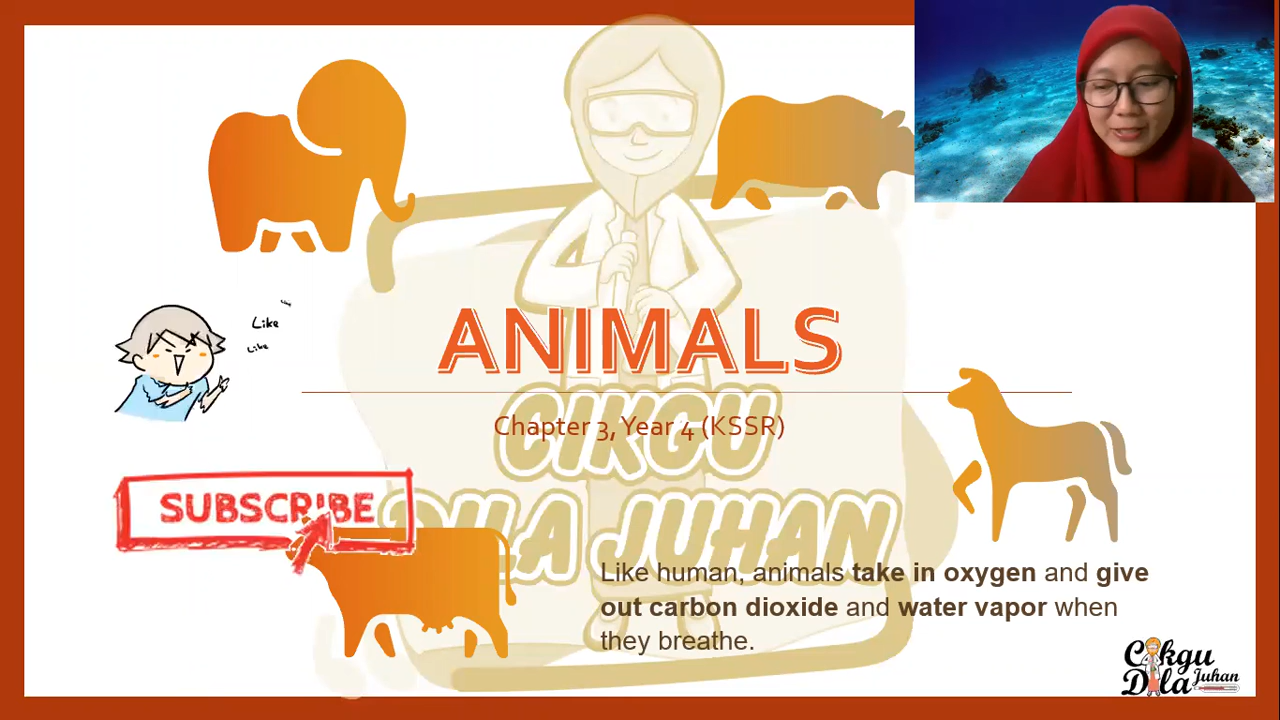 Like
Like
ANIMALS
CIKGU
Chapter 3, Year 4 (KSSR)
SUBSCRIBE
DILA JUHAN
Like human, animals take in oxygen and give
out carbon dioxide and water vapor when
they breathe.
Cikgu
Dila Juhan